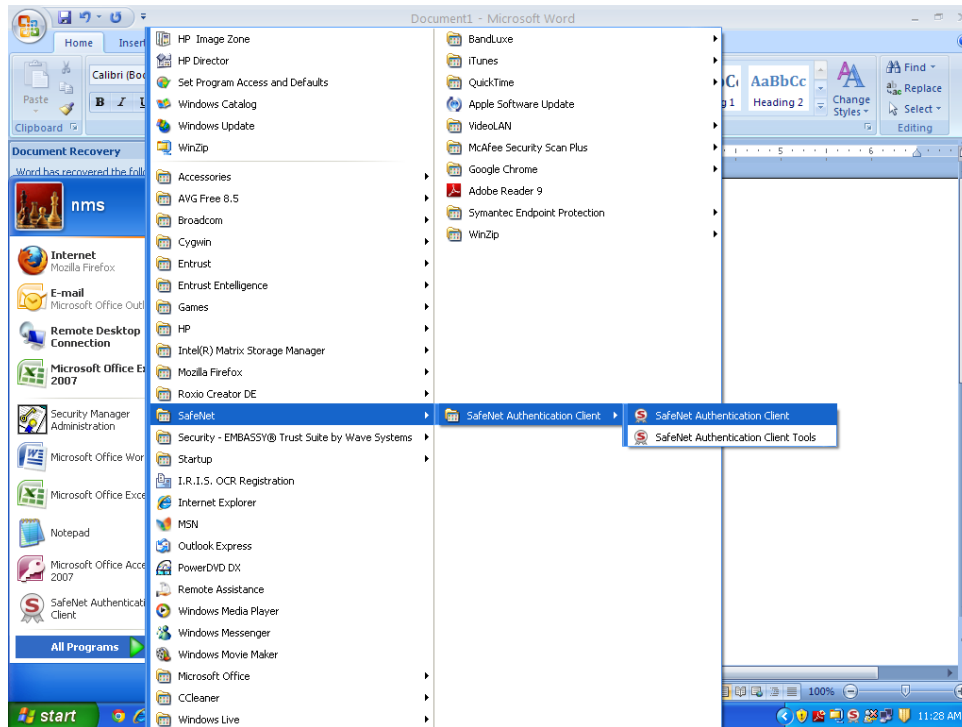 Document1 - Microsoft Word
Home
Insert
Calibri (Bod
Paste
B I U
Clipboard
AaBbCc
Heading 2
Change
Styles
Find
Replace
Select
Editing
Document Recovery
Word has recovered the foll
5
6
nms
Internet
Mozilla Firefox
E-mail
Microsoft Office Outl
Remote Desktop
Connection
Microsoft Office Ex
2007
Security Manager
Administration
Microsoft Office Wor
Microsoft Office Exce
Notepad
Microsoft Office Acce
2007
SafeNet Authenticati
Client
All Programs
HP Image Zone
HP Director
Set Program Access and Defaults
Windows Catalog
Windows Update
WinZip
Accessories
AVG Free 8.5
Broadcom
Cygwin
Entrust
Entrust Entelligence
Games
HP
Intel(R) Matrix Storage Manager
Mozilla Firefox
Roxio Creator DE
SafeNet
Security - EMBASSY® Trust Suite by Wave Systems
Startup
I.R.I.S. OCR Registration
Internet Explorer
MSN
Outlook Express
PowerDVD DX
Remote Assistance
Windows Media Player
Windows Messenger
Windows Movie Maker
Microsoft Office
CCleaner
Windows Live
BandLuxe
iTunes
QuickTime
Apple Software Update
VideoLAN
McAfee Security Scan Plus
Google Chrome
Adobe Reader 9
Symantec Endpoint Protection
WinZip
SafeNet Authentication Client
SafeNet Authentication Client
SafeNet Authentication Client Tools
100%
start
11:28 AM